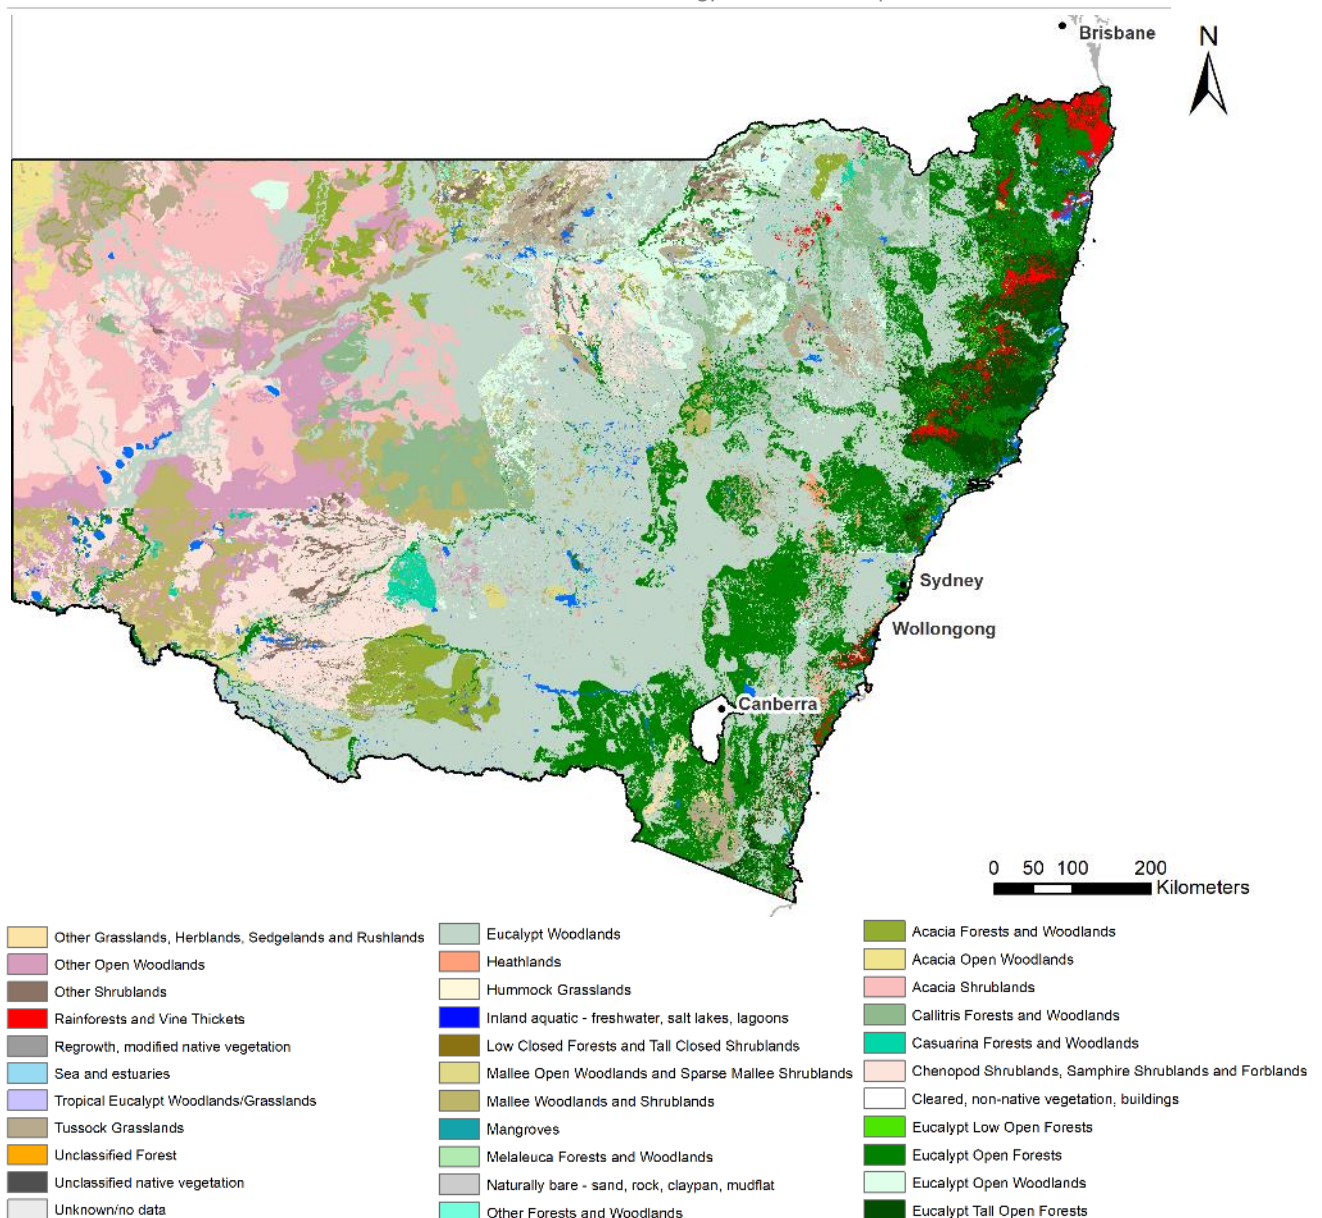 Brisbane
N
Sydney
Wollongong
Canberra
0 50 100 200
Kilometers
Other Grasslands, Herblands, Sedgelands and Rushlands
Other Open Woodlands
Other Shrublands
Rainforests and Vine Thickets
Regrowth, modified native vegetation
Sea and estuaries
Tropical Eucalypt Woodlands/Grasslands
Tussock Grasslands
Unclassified Forest
Unclassified native vegetation
Unknown/no data
Eucalypt Woodlands
Heathlands
Hummock Grasslands
Inland aquatic - freshwater, salt lakes, lagoons
Low Closed Forests and Tall Closed Shrublands
Mallee Open Woodlands and Sparse Mallee Shrublands
Mallee Woodlands and Shrublands
Mangroves
Melaleuca Forests and Woodlands
Naturally bare - sand, rock, claypan, mudflat
Other Forests and Woodlands
Acacia Forests and Woodlands
Acacia Open Woodlands
Acacia Shrublands
Callitris Forests and Woodlands
Casuarina Forests and Woodlands
Chenopod Shrublands, Samphire Shrublands and Forblands
Cleared, non-native vegetation, buildings
Eucalypt Low Open Forests
Eucalypt Open Forests
Eucalypt Open Woodlands
Eucalypt Tall Open Forests